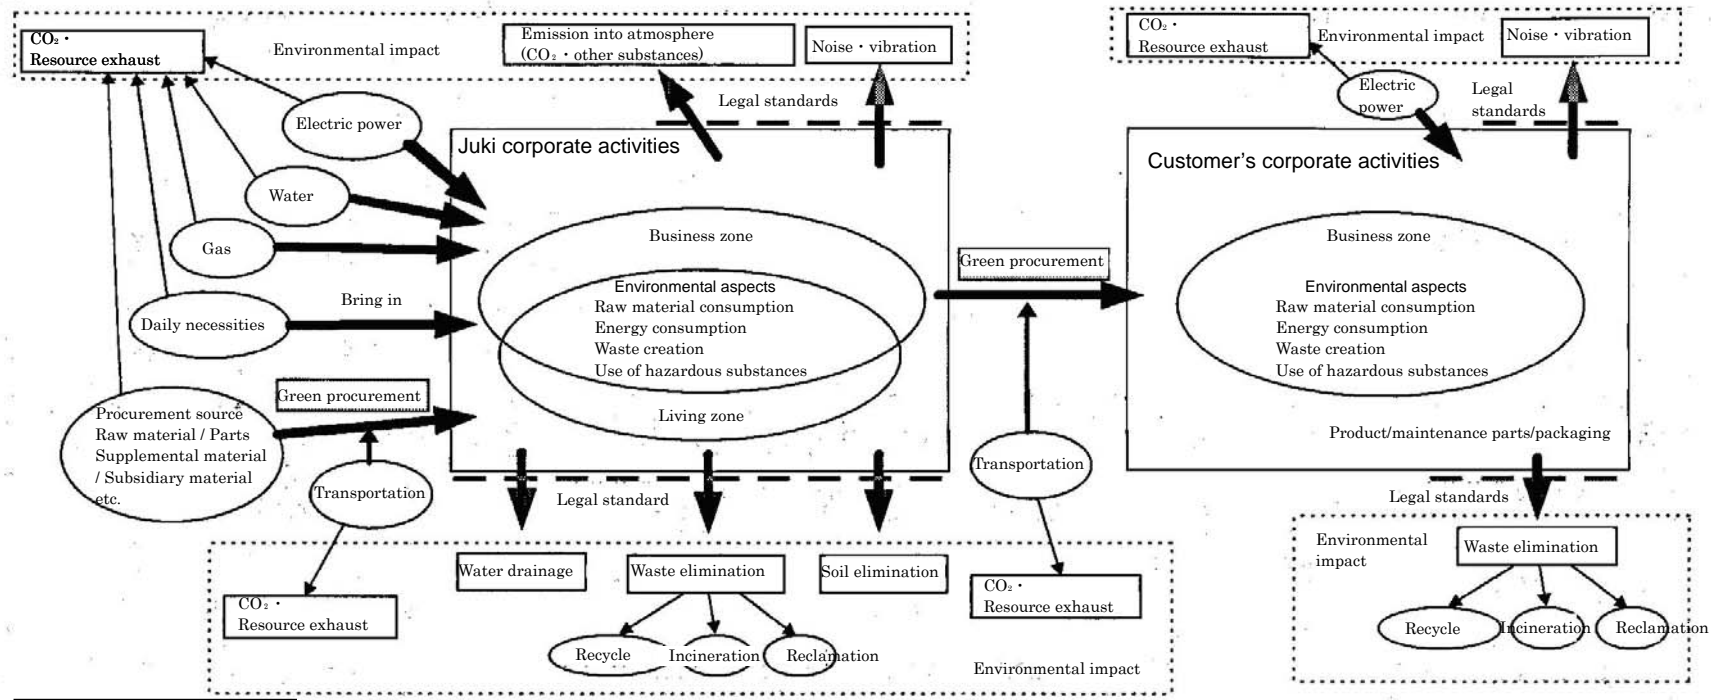 CO₂・
Resource exhaust
Environmental impact
Emission into atmosphere
(CO₂・other substances)
Noise・vibration
Legal standards
Electric power
Water
Gas
Daily necessities
Bring in
Procurement source
Raw material / Parts
Supplemental material
/ Subsidiary material
etc.
Green procurement
Transportation
Juki corporate activities
Business zone
Environmental aspects
Raw material consumption
Energy consumption
Waste creation
Use of hazardous substances
Living zone
Legal standard
CO₂・
Resource exhaust
Water drainage
Waste elimination
Soil elimination
Recycle
Incineration
Reclamation
CO₂・
Resource exhaust
Environmental impact
Green procurement
Transportation
CO₂・
Resource exhaust
Environmental impact
Noise・vibration
Electric
power
Legal
standards
Customer's corporate activities
Business zone
Environmental aspects
Raw material consumption
Energy consumption
Waste creation
Use of hazardous substances
Product/maintenance parts/packaging
Legal standards
Environmental
impact
Waste elimination
Recycle
Incineration
Reclamation